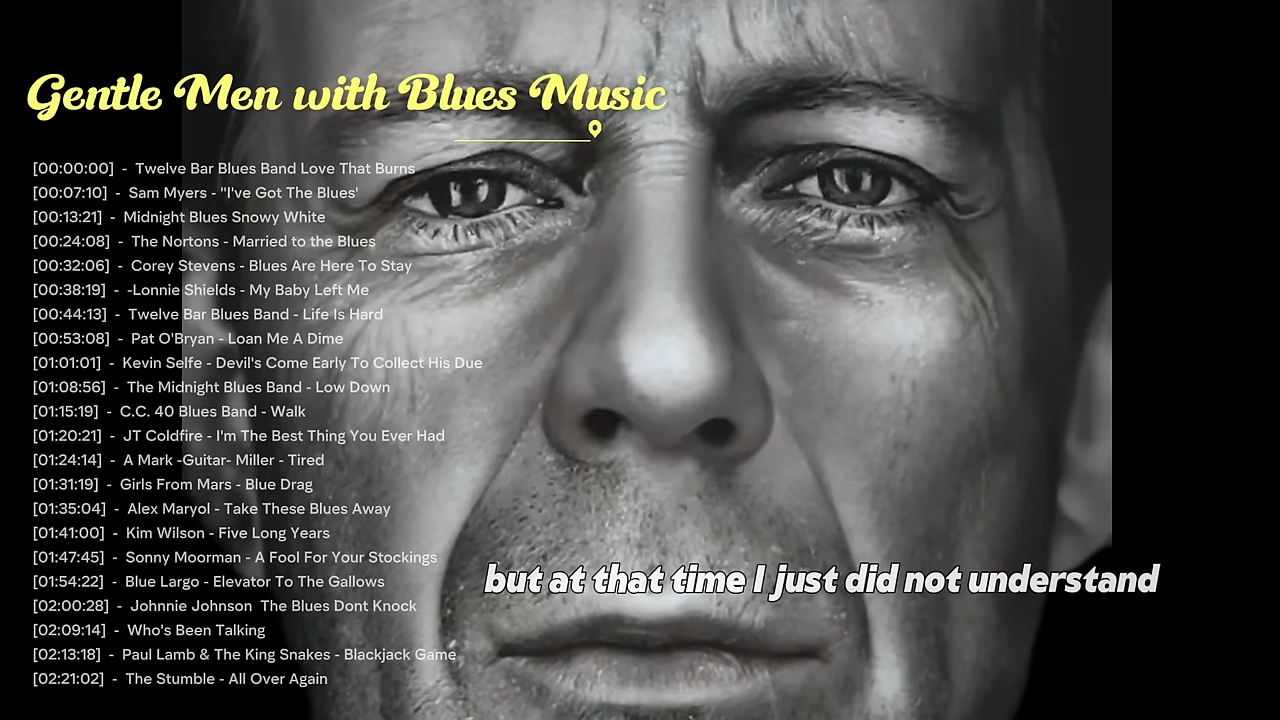 Gentle Men with Blues Music
[00:00:00] - Twelve Bar Blues Band Love That Burns
[00:07:10] - Sam Myers - "I've Got The Blues'
[00:13:21] - Midnight Blues Snowy White
[00:24:08] - The Nortons - Married to the Blues
[00:32:06] - Corey Stevens - Blues Are Here To Stay
[00:38:19] - -Lonnie Shields - My Baby Left Me
[00:44:13] - Twelve Bar Blues Band - Life Is Hard
[00:53:08] - Pat O'Bryan - Loan Me A Dime
[01:01:01] - Kevin Selfe - Devil's Come Early To Collect His Due
[01:08:56] - The Midnight Blues Band - Low Down
[01:15:19] - C.C. 40 Blues Band - Walk
[01:20:21] - JT Coldfire - I'm The Best Thing You Ever Had
[01:24:14] - A Mark -Guitar- Miller - Tired
[01:31:19] - Girls From Mars - Blue Drag
[01:35:04] - Alex Maryol - Take These Blues Away
[01:41:00] - Kim Wilson - Five Long Years
[01:47:45] - Sonny Moorman - A Fool For Your Stockings
[01:54:22] - Blue Largo - Elevator To The Gallows
[02:00:28] - Johnnie Johnson  The Blues Dont Knock
[02:09:14] - Who's Been Talking
[02:13:18] - Paul Lamb & The King Snakes - Blackjack Game
[02:21:02] - The Stumble - All Over Again
but at that time I just did not understand